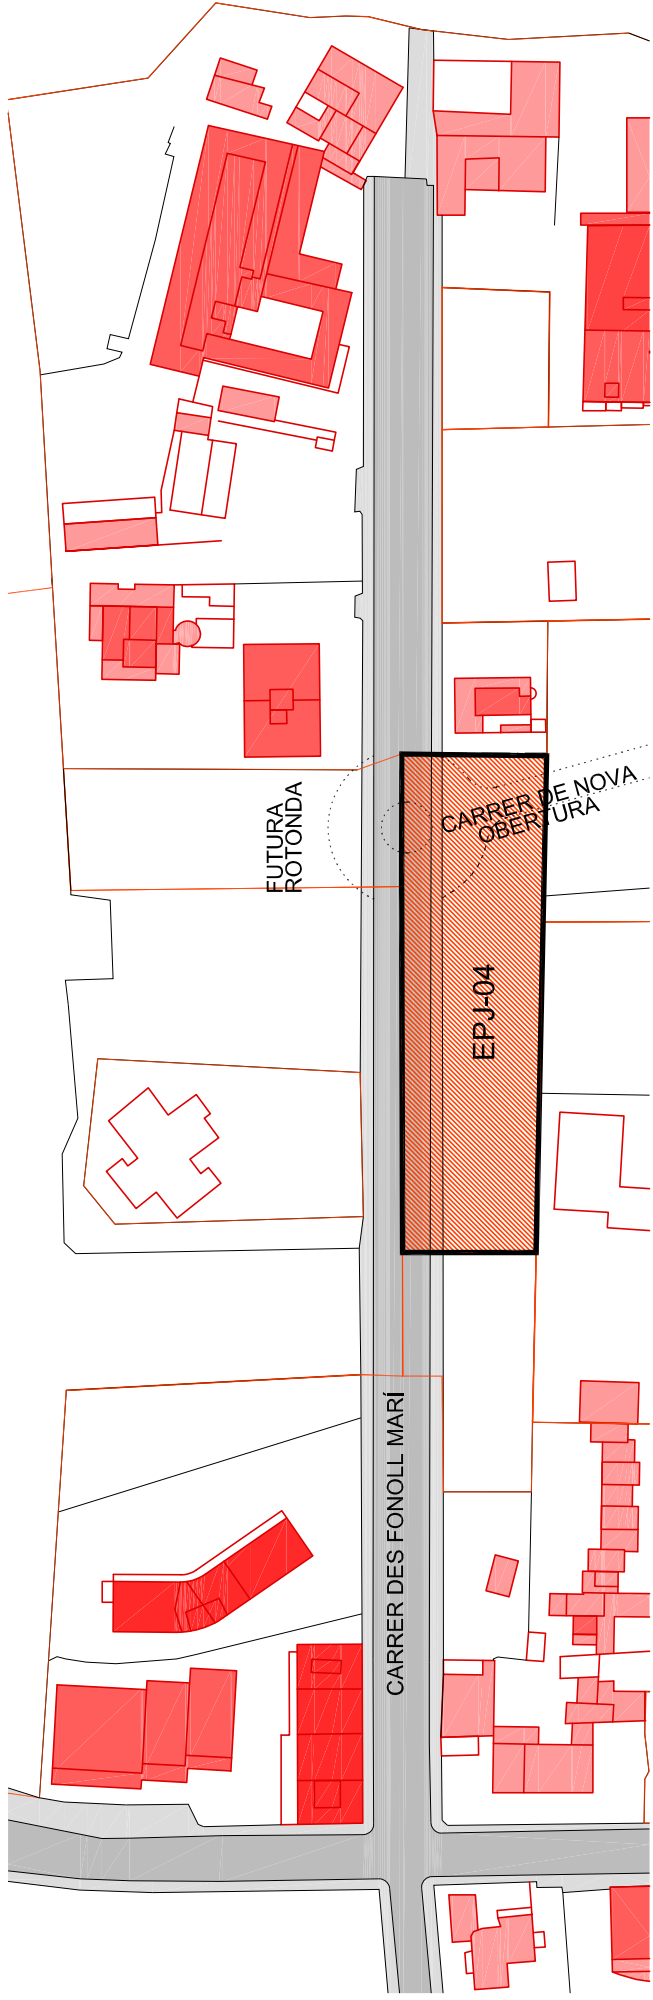 FUTURA
ROTONDA
CARRER DE NOVA
OBERTURA
EPJ-04
CARRER DES FONOLL MARÍ